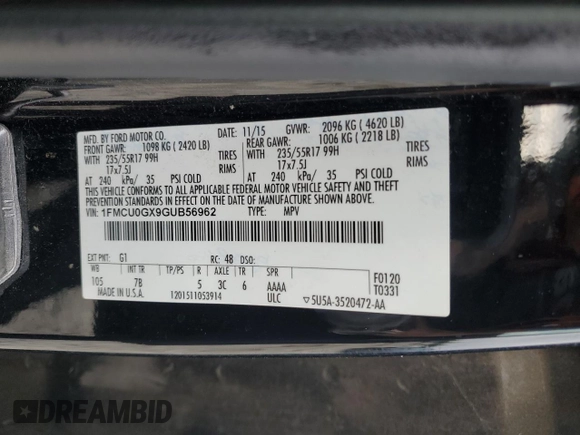 MFD. BY FORD MOTOR CO. 11/15 GVWR: 2096 KG ( 4620 LB)
FRONT GAWR: 1098 KG ( 2420 LB) REAR GAWR: 1006 KG ( 2218 LB)
WITH 235/55R17 99H TIRES WITH 235/55R17 99H TIRES
17x7.5J RIMS 17x7.5J RIMS
AT 240 kPa/ 35 PSI COLD AT 240 kPa/ 35 PSI COLD
THIS VEHICLE CONFORMS TO ALL APPLICABLE FEDERAL MOTOR VEHICLE SAFETY AND BUMPER
STANDARDS AND THEFT PREVENTION STANDARDS IN EFFECT ON THE DATE OF MANUFACTURE SHOWN ABOVE.
VIN: 1FMCU0GX9GUB56962 TYPE: MPV
EXT PNT: G1 RC: 48 DSO:
WB INT TR TP/PS R AXLE TR SPR F0120
105 7B 5 3C 6 AAAA T0331
MADE IN U.S.A. 1201511053914 ULC ▽5U5A-3520472-AA
DREAMBID